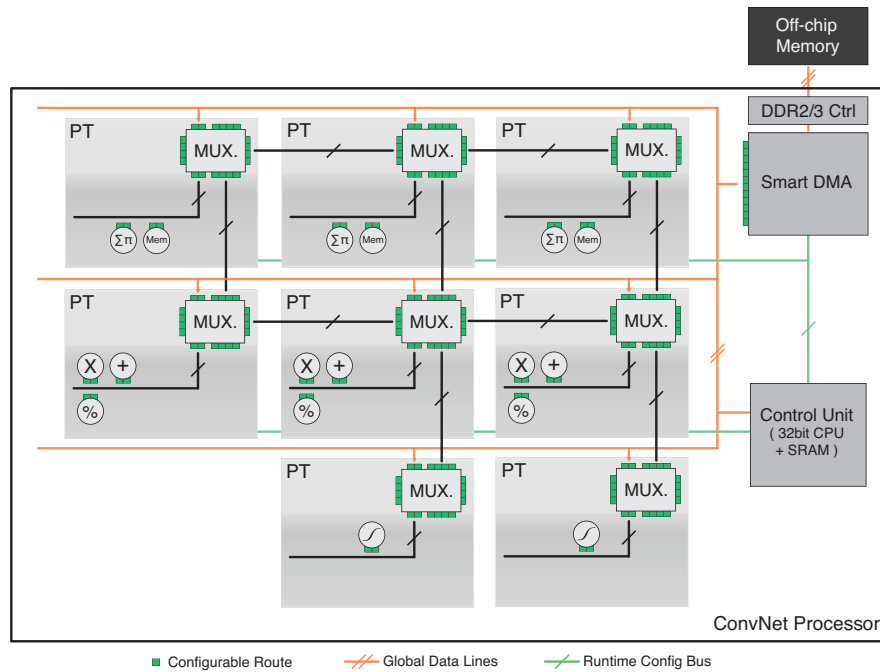 Off-chip
Memory
DDR2/3 Ctrl
Smart DMA
PT
MUX.
Σπ
Mem
PT
MUX.
Σπ
Mem
PT
MUX.
Σπ
Mem
PT
MUX.
X
+
%
PT
MUX.
X
+
%
PT
MUX.
X
+
%
Control Unit
( 32bit CPU
+ SRAM )
PT
MUX.
PT
MUX.
ConvNet Processor
Configurable Route
Global Data Lines
Runtime Config Bus